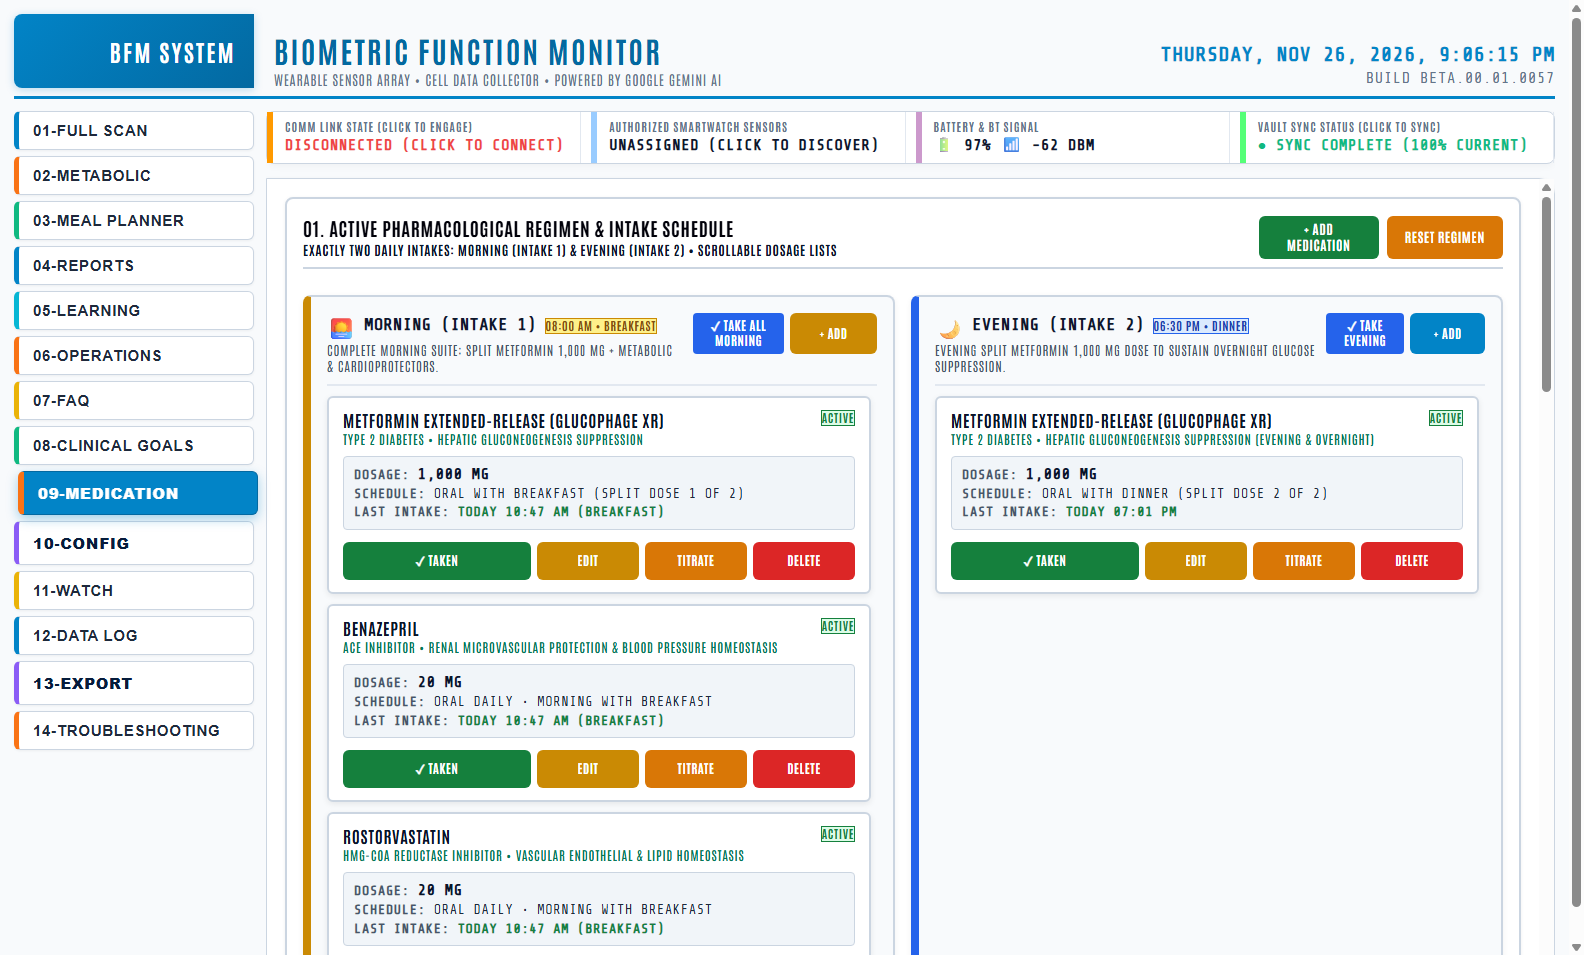 BFM SYSTEM
BIOMETRIC FUNCTION MONITOR
WEARABLE SENSOR ARRAY • CELL DATA COLLECTOR • POWERED BY GOOGLE GEMINI AI
THURSDAY, NOV 26, 2026, 9:06:15 PM
BUILD BETA.00.01.0057
01-FULL SCAN
02-METABOLIC
03-MEAL PLANNER
04-REPORTS
05-LEARNING
06-OPERATIONS
07-FAQ
08-CLINICAL GOALS
09-MEDICATION
10-CONFIG
11-WATCH
12-DATA LOG
13-EXPORT
14-TROUBLESHOOTING
COMM LINK STATE (CLICK TO ENGAGE)
DISCONNECTED (CLICK TO CONNECT)
AUTHORIZED SMARTWATCH SENSORS
UNASSIGNED (CLICK TO DISCOVER)
BATTERY & BT SIGNAL
🔋 97% 📶 -62 DBM
VAULT SYNC STATUS (CLICK TO SYNC)
● SYNC COMPLETE (100% CURRENT)
01. ACTIVE PHARMACOLOGICAL REGIMEN & INTAKE SCHEDULE
EXACTLY TWO DAILY INTAKES: MORNING (INTAKE 1) & EVENING (INTAKE 2) • SCROLLABLE DOSAGE LISTS
+ ADD
MEDICATION
RESET REGIMEN
🌅 MORNING (INTAKE 1) 08:00 AM • BREAKFAST
COMPLETE MORNING SUITE: SPLIT METFORMIN 1,000 MG + METABOLIC
& CARDIOPROTECTORS.
✓ TAKE ALL
MORNING
+ ADD
METFORMIN EXTENDED-RELEASE (GLUCOPHAGE XR)
ACTIVE
TYPE 2 DIABETES • HEPATIC GLUCONEOGENESIS SUPPRESSION
DOSAGE: 1,000 MG
SCHEDULE: ORAL WITH BREAKFAST (SPLIT DOSE 1 OF 2)
LAST INTAKE: TODAY 10:47 AM (BREAKFAST)
✓ TAKEN
EDIT
TITRATE
DELETE
BENAZEPRIL
ACTIVE
ACE INHIBITOR • RENAL MICROVASCULAR PROTECTION & BLOOD PRESSURE HOMEOSTASIS
DOSAGE: 20 MG
SCHEDULE: ORAL DAILY · MORNING WITH BREAKFAST
LAST INTAKE: TODAY 10:47 AM (BREAKFAST)
✓ TAKEN
EDIT
TITRATE
DELETE
ROSTORVASTATIN
ACTIVE
HMG-COA REDUCTASE INHIBITOR • VASCULAR ENDOTHELIAL & LIPID HOMEOSTASIS
DOSAGE: 20 MG
SCHEDULE: ORAL DAILY · MORNING WITH BREAKFAST
LAST INTAKE: TODAY 10:47 AM (BREAKFAST)
🌙 EVENING (INTAKE 2) 06:30 PM • DINNER
EVENING SPLIT METFORMIN 1,000 MG DOSE TO SUSTAIN OVERNIGHT GLUCOSE
SUPPRESSION.
✓ TAKE
EVENING
+ ADD
METFORMIN EXTENDED-RELEASE (GLUCOPHAGE XR)
ACTIVE
TYPE 2 DIABETES • HEPATIC GLUCONEOGENESIS SUPPRESSION (EVENING & OVERNIGHT)
DOSAGE: 1,000 MG
SCHEDULE: ORAL WITH DINNER (SPLIT DOSE 2 OF 2)
LAST INTAKE: TODAY 07:01 PM
✓ TAKEN
EDIT
TITRATE
DELETE